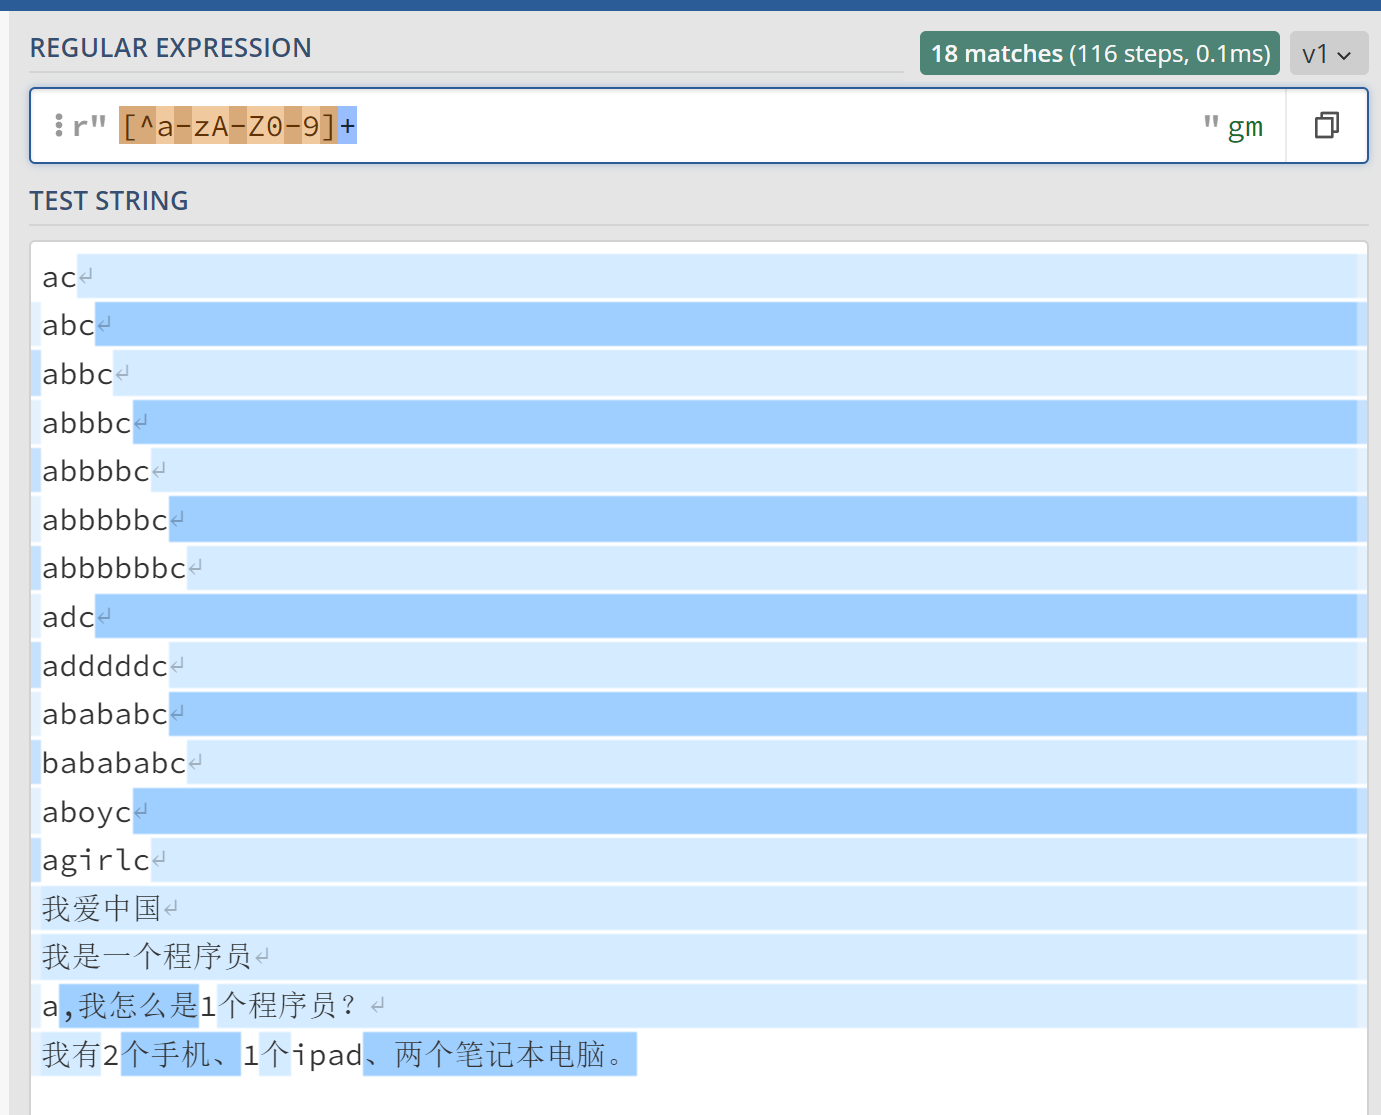 REGULAR EXPRESSION
18 matches (116 steps, 0.1ms)
v1
r" [^a-zA-Z0-9]+ " gm
TEST STRING
ac
abc
abbc
abbbc
abbbbc
abbbbbc
abbbbbbc
adc
adddddc
abababc
babababc
aboyc
agirlc
我爱中国
我是一个程序员
a,我怎么是1个程序员?
我有2个手机、1个ipad、两个笔记本电脑。